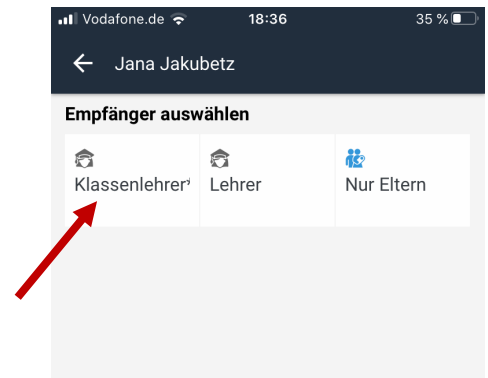 Vodafone.de 18:36 35 %
Jana Jakubetz
Empfänger auswählen
Klassenlehrer* Lehrer Nur Eltern